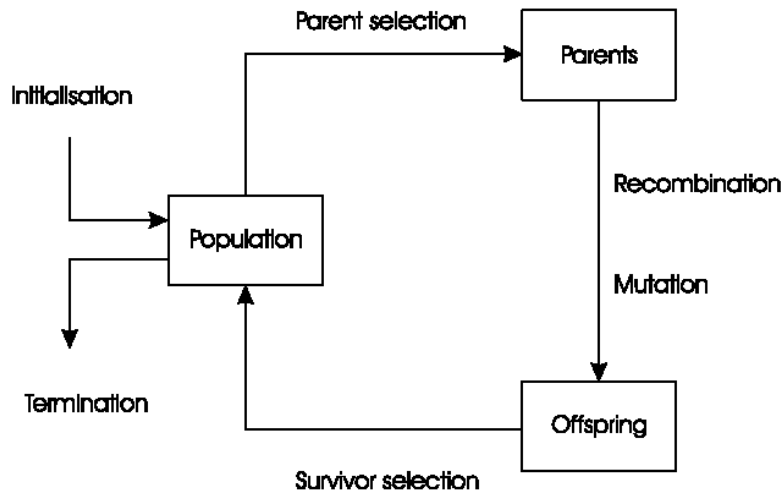 Parent selection
Parents
Initialisation
Recombination
Population
Mutation
Termination
Offspring
Survivor selection